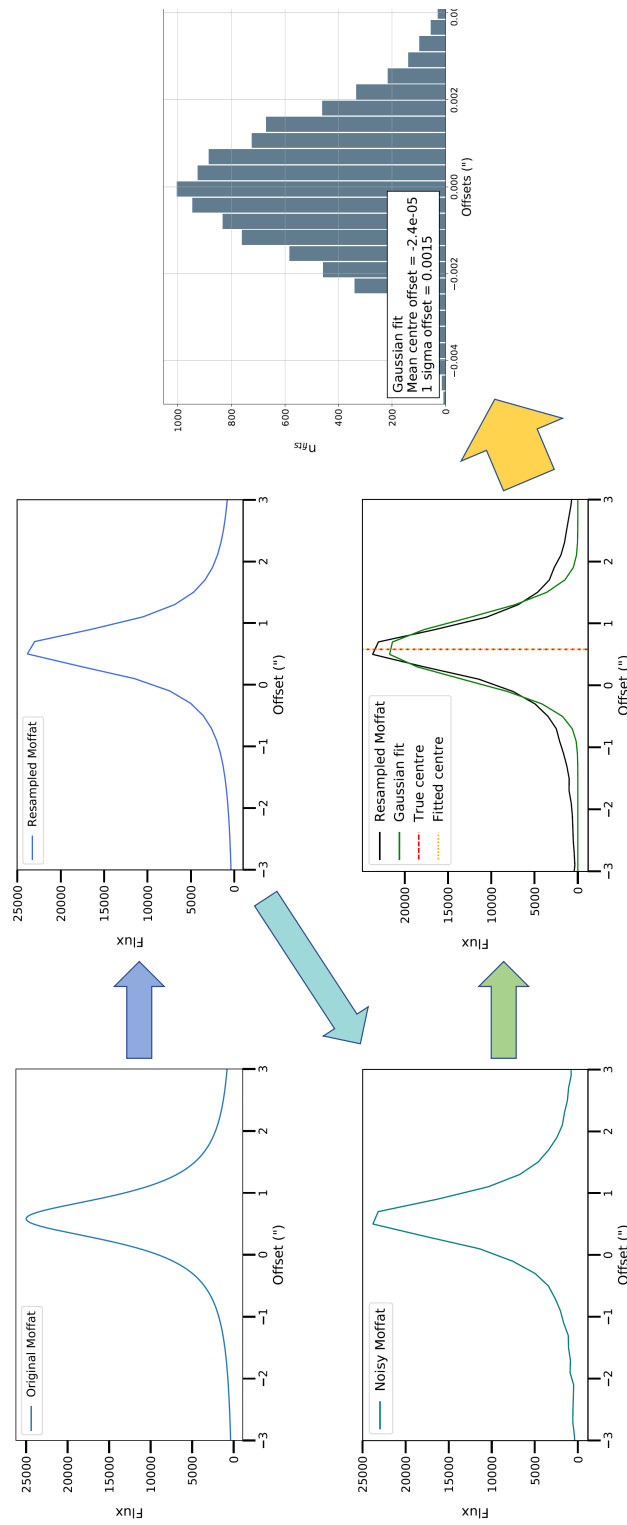 25000
20000
15000
10000
5000
0
Flux
Original Moffat
−3 −2 −1 0 1 2 3
Offset (")
25000
20000
15000
10000
5000
0
Flux
Resampled Moffat
−3 −2 −1 0 1 2 3
Offset (")
25000
20000
15000
10000
5000
0
Flux
Noisy Moffat
−3 −2 −1 0 1 2 3
Offset (")
20000
15000
10000
5000
0
Flux
Resampled Moffat
Gaussian fit
True centre
Fitted centre
−3 −2 −1 0 1 2 3
Offset (")
1000
800
600
400
200
0
nfits
Gaussian fit
Mean centre offset = -2.4e-05
1 sigma offset = 0.0015
−0.004 −0.002 0.000 0.002
Offsets (")